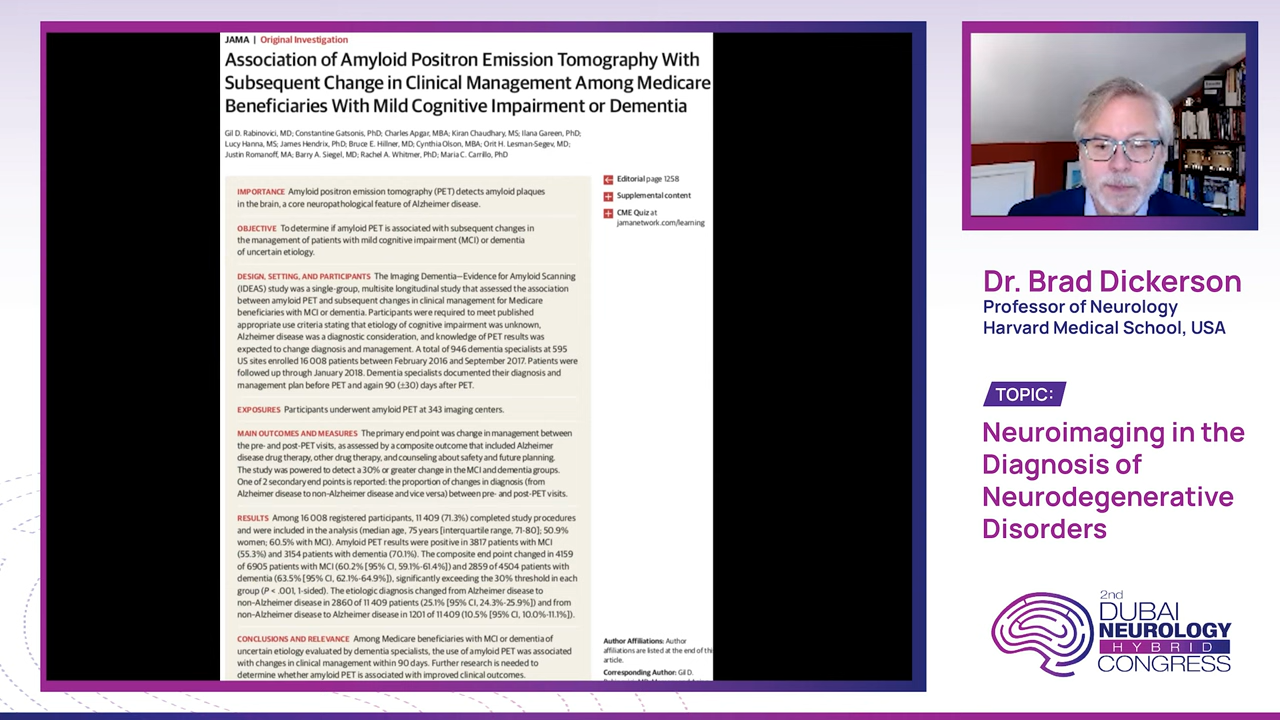 JAMA | Original Investigation
Association of Amyloid Positron Emission Tomography With
Subsequent Change in Clinical Management Among Medicare
Beneficiaries With Mild Cognitive Impairment or Dementia
Gil D. Rabinovici, MD; Constantine Gatsonis, PhD; Charles Apgar, MBA; Kiran Chaudhary, MS; Ilana Gareen, PhD;
Lucy Hanna, MS; James Hendrix, PhD; Bruce E. Hillner, MD; Cynthia Olson, MBA; Orit H. Lesman-Segev, MD;
Justin Romanoff, MA; Barry A. Siegel, MD; Rachel A. Whitmer, PhD; Maria C. Carrillo, PhD
IMPORTANCE Amyloid positron emission tomography (PET) detects amyloid plaques
in the brain, a core neuropathological feature of Alzheimer disease.
OBJECTIVE To determine if amyloid PET is associated with subsequent changes in
the management of patients with mild cognitive impairment (MCI) or dementia
of uncertain etiology.
DESIGN, SETTING, AND PARTICIPANTS The Imaging Dementia—Evidence for Amyloid Scanning
(IDEAS) study was a single-group, multisite longitudinal study that assessed the association
between amyloid PET and subsequent changes in clinical management for Medicare
beneficiaries with MCI or dementia. Participants were required to meet published
appropriate use criteria stating that etiology of cognitive impairment was unknown,
Alzheimer disease was a diagnostic consideration, and knowledge of PET results was
expected to change diagnosis and management. A total of 946 dementia specialists at 595
US sites enrolled 16 008 patients between February 2016 and September 2017. Patients were
followed up through January 2018. Dementia specialists documented their diagnosis and
management plan before PET and again 90 (±30) days after PET.
EXPOSURES Participants underwent amyloid PET at 343 imaging centers.
MAIN OUTCOMES AND MEASURES The primary end point was change in management between
the pre- and post-PET visits, as assessed by a composite outcome that included Alzheimer
disease drug therapy, other drug therapy, and counseling about safety and future planning.
The study was powered to detect a 30% or greater change in the MCI and dementia groups.
One of 2 secondary end points is reported: the proportion of changes in diagnosis (from
Alzheimer disease to non-Alzheimer disease and vice versa) between pre- and post-PET visits.
RESULTS Among 16 008 registered participants, 11 409 (71.3%) completed study procedures
and were included in the analysis (median age, 75 years [interquartile range, 71-80]; 50.9%
women; 60.5% with MCI). Amyloid PET results were positive in 3817 patients with MCI
(55.3%) and 3154 patients with dementia (70.1%). The composite end point changed in 4159
of 6905 patients with MCI (60.2% [95% CI, 59.1%-61.4%]) and 2859 of 4504 patients with
dementia (63.5% [95% CI, 62.1%-64.9%]), significantly exceeding the 30% threshold in each
group (P < .001, 1-sided). The etiologic diagnosis changed from Alzheimer disease to
non-Alzheimer disease in 2860 of 11 409 patients (25.1% [95% CI, 24.3%-25.9%]) and from
non-Alzheimer disease to Alzheimer disease in 1201 of 11 409 (10.5% [95% CI, 10.0%-11.1%]).
CONCLUSIONS AND RELEVANCE Among Medicare beneficiaries with MCI or dementia of
uncertain etiology evaluated by dementia specialists, the use of amyloid PET was associated
with changes in clinical management within 90 days. Further research is needed to
determine whether amyloid PET is associated with improved clinical outcomes.
Editorial page 1258
Supplemental content
CME Quiz at
jamanetwork.com/learning
Author Affiliations: Author
affiliations are listed at the end of this
article.
Corresponding Author: Gil D.
Dr. Brad Dickerson
Professor of Neurology
Harvard Medical School, USA
TOPIC:
Neuroimaging in the
Diagnosis of
Neurodegenerative
Disorders
2nd
DUBAI
NEUROLOGY
HYBRID
CONGRESS